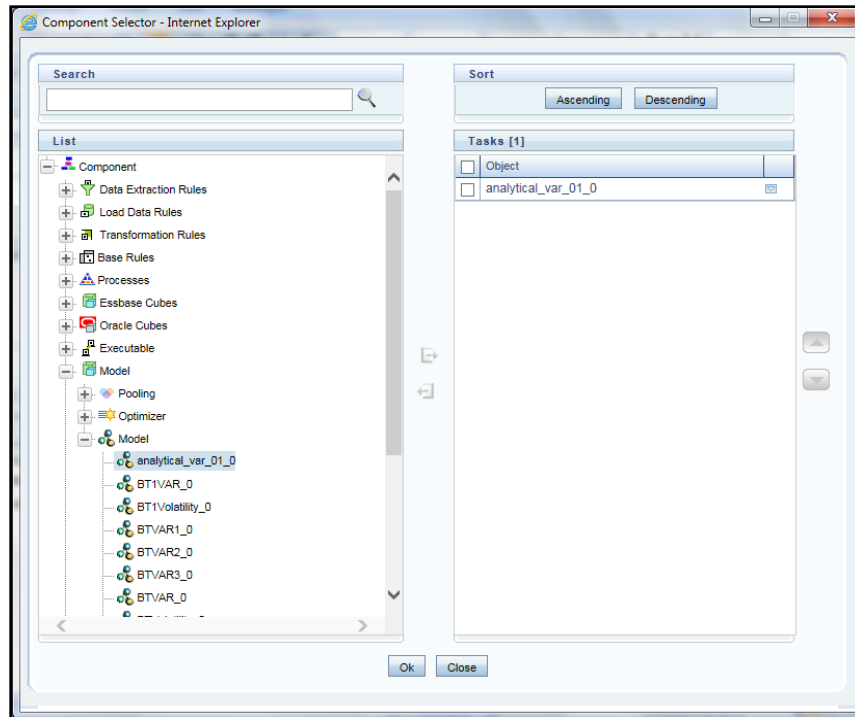 Component Selector - Internet Explorer
Search
Sort
Ascending Descending
List
Tasks [1]
Component
Data Extraction Rules
Load Data Rules
Transformation Rules
Base Rules
Processes
Essbase Cubes
Oracle Cubes
Executable
Model
Pooling
Optimizer
Model
analytical_var_01_0
BT1VAR_0
BT1Volatility_0
BTVAR1_0
BTVAR2_0
BTVAR3_0
BTVAR_0
Object
analytical_var_01_0
Ok Close